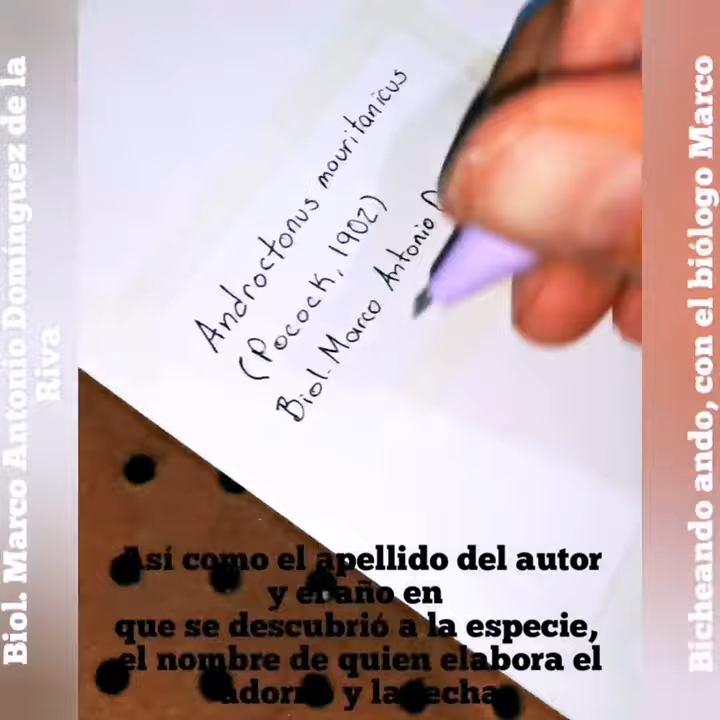 Biol. Marco Antonio Domínguez de la
Riva
Androctonus mauritanicus
(Pocock, 1902)
Biol. Marco Antonio D
Así como el apellido del autor
y el año en
que se descubrió a la especie,
el nombre de quien elabora el
adorno y la fecha
Bicheando ando, con el biólogo Marco